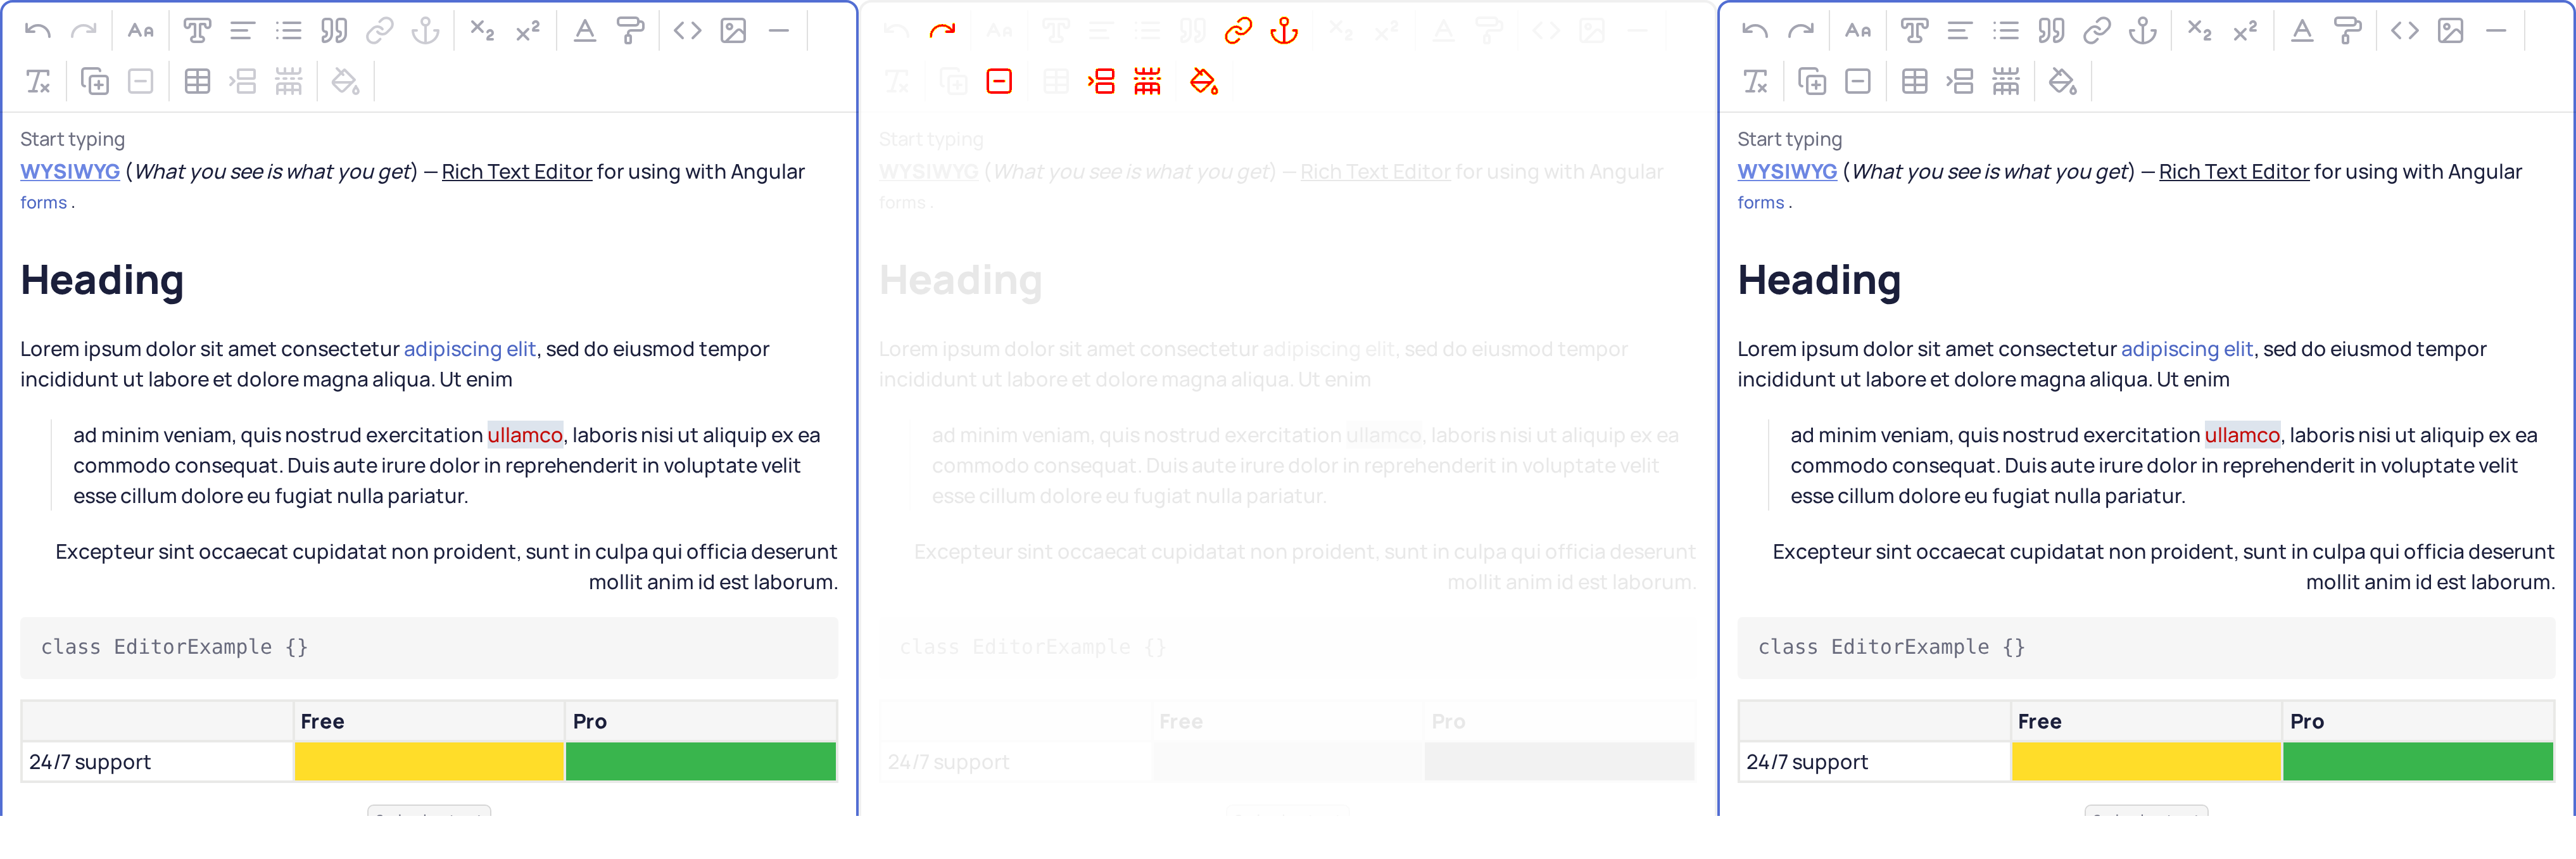 Start typing
WYSIWYG (What you see is what you get) — Rich Text Editor for using with Angular
forms .
Heading
Lorem ipsum dolor sit amet consectetur adipiscing elit, sed do eiusmod tempor
incididunt ut labore et dolore magna aliqua. Ut enim
ad minim veniam, quis nostrud exercitation ullamco, laboris nisi ut aliquip ex ea
commodo consequat. Duis aute irure dolor in reprehenderit in voluptate velit
esse cillum dolore eu fugiat nulla pariatur.
Excepteur sint occaecat cupidatat non proident, sunt in culpa qui officia deserunt
mollit anim id est laborum.
class EditorExample {}
Free Pro
24/7 support
Start typing
WYSIWYG (What you see is what you get) — Rich Text Editor for using with Angular
forms .
Heading
Lorem ipsum dolor sit amet consectetur adipiscing elit, sed do eiusmod tempor
incididunt ut labore et dolore magna aliqua. Ut enim
ad minim veniam, quis nostrud exercitation ullamco, laboris nisi ut aliquip ex ea
commodo consequat. Duis aute irure dolor in reprehenderit in voluptate velit
esse cillum dolore eu fugiat nulla pariatur.
Excepteur sint occaecat cupidatat non proident, sunt in culpa qui officia deserunt
mollit anim id est laborum.
class EditorExample {}
Free Pro
24/7 support
Start typing
WYSIWYG (What you see is what you get) — Rich Text Editor for using with Angular
forms .
Heading
Lorem ipsum dolor sit amet consectetur adipiscing elit, sed do eiusmod tempor
incididunt ut labore et dolore magna aliqua. Ut enim
ad minim veniam, quis nostrud exercitation ullamco, laboris nisi ut aliquip ex ea
commodo consequat. Duis aute irure dolor in reprehenderit in voluptate velit
esse cillum dolore eu fugiat nulla pariatur.
Excepteur sint occaecat cupidatat non proident, sunt in culpa qui officia deserunt
mollit anim id est laborum.
class EditorExample {}
Free Pro
24/7 support